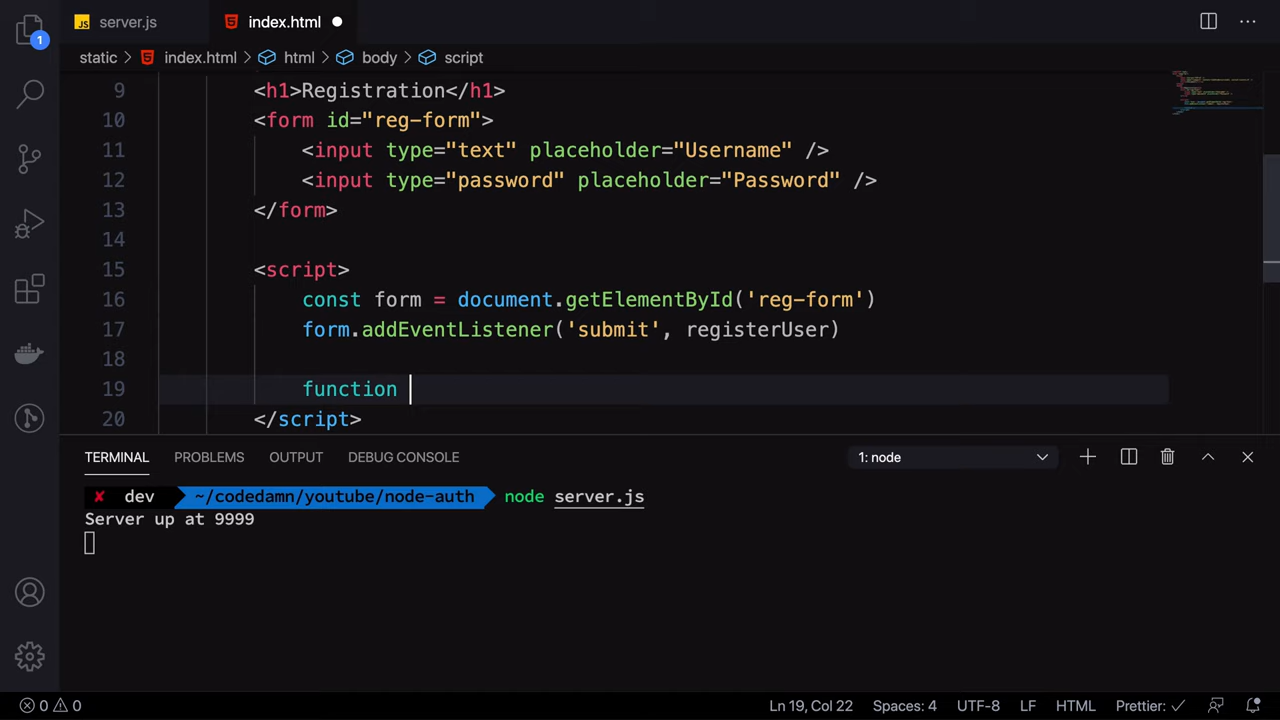 JS server.js
index.html
static index.html html body script
1
9 <h1>Registration</h1>
10 <form id="reg-form">
11 <input type="text" placeholder="Username" />
12 <input type="password" placeholder="Password" />
13 </form>
14
15 <script>
16 const form = document.getElementById('reg-form')
17 form.addEventListener('submit', registerUser)
18
19 function
20 </script>
TERMINAL PROBLEMS OUTPUT DEBUG CONSOLE 1: node
✘ dev ~/codedamn/youtube/node-auth node server.js
Server up at 9999
0 0 Ln 19, Col 22 Spaces: 4 UTF-8 LF HTML Prettier: ✓